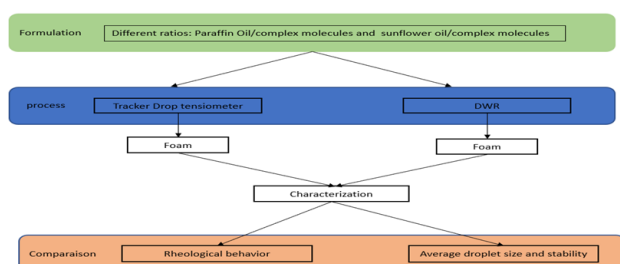 Formulation
Different ratios: Paraffin Oil/complex molecules and sunflower oil/complex molecules
process
Tracker Drop tensiometer
DWR
Foam
Foam
Characterization
Comparaison
Rheological behavior
Average droplet size and stability